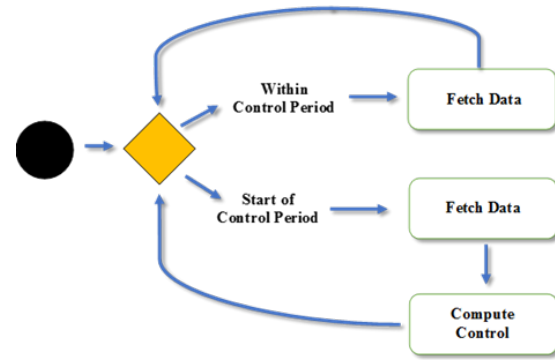 Within
Control Period
Fetch Data
Start of
Control Period
Fetch Data
Compute
Control